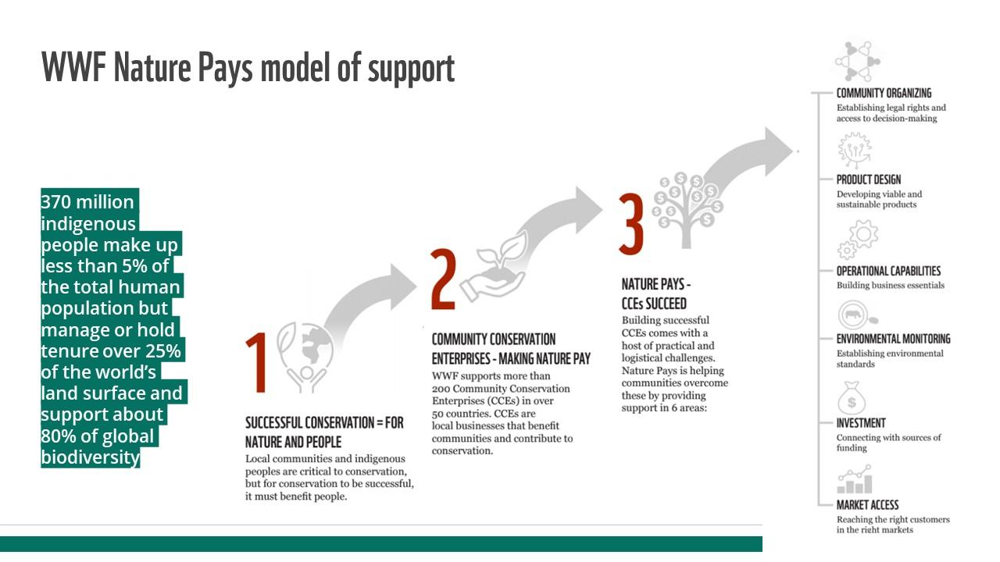 WWF Nature Pays model of support
370 million
indigenous
people make up
less than 5% of
the total human
population but
manage or hold
tenure over 25%
of the world's
land surface and
support about
80% of global
biodiversity
1
SUCCESSFUL CONSERVATION = FOR
NATURE AND PEOPLE
Local communities and indigenous
peoples are critical to conservation,
but for conservation to be successful,
it must benefit people.
2
COMMUNITY CONSERVATION
ENTERPRISES - MAKING NATURE PAY
WWF supports more than
200 Community Conservation
Enterprises (CCEs) in over
50 countries. CCEs are
local businesses that benefit
communities and contribute to
conservation.
3
NATURE PAYS -
CCEs SUCCEED
Building successful
CCEs comes with a
host of practical and
logistical challenges.
Nature Pays is helping
communities overcome
these by providing
support in 6 areas:
COMMUNITY ORGANIZING
Establishing legal rights and
access to decision-making
PRODUCT DESIGN
Developing viable and
sustainable products
OPERATIONAL CAPABILITIES
Building business essentials
ENVIRONMENTAL MONITORING
Establishing environmental
standards
INVESTMENT
Connecting with sources of
funding
MARKET ACCESS
Reaching the right customers
in the right markets